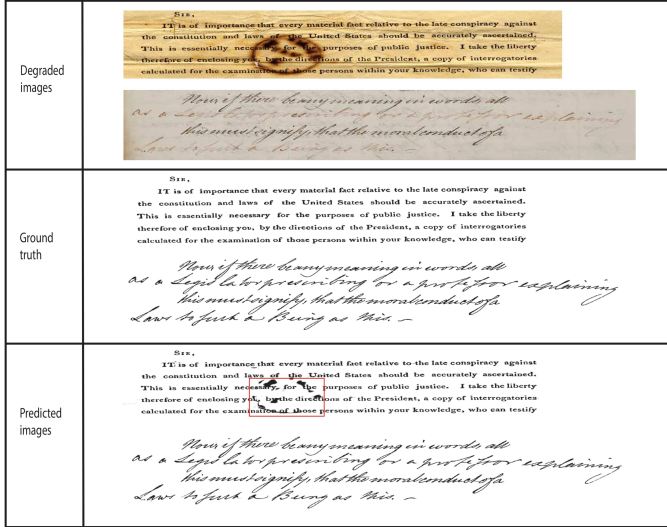 Degraded
images
SIR,
IT is of importance that every material fact relative to the late conspiracy against
the constitution and laws of the United States should be accurately ascertained.
This is essentially necessary for the purposes of public justice. I take the liberty
therefore of enclosing you, by the directions of the President, a copy of interrogatories
calculated for the examination of those persons within your knowledge, who can testify
Now if there be any meaning in words, all
as a Legislator prescribing or a professor explaining
this must signify, that the moral conduct of a
Laws to such a Being as this. –
Ground
truth
SIR,
IT is of importance that every material fact relative to the late conspiracy against
the constitution and laws of the United States should be accurately ascertained.
This is essentially necessary for the purposes of public justice. I take the liberty
therefore of enclosing you, by the directions of the President, a copy of interrogatories
calculated for the examination of those persons within your knowledge, who can testify
Now if there be any meaning in words, all
as a Legislator prescribing or a professor explaining
this must signify, that the moral conduct of a
Laws to such a Being as this. –
Predicted
images
SIR,
IT is of importance that every material fact relative to the late conspiracy against
the constitution and laws of the United States should be accurately ascertained.
This is essentially necessary, for the purposes of public justice. I take the liberty
therefore of enclosing you, by the directions of the President, a copy of interrogatories
calculated for the examination of those persons within your knowledge, who can testify
Now if there be any meaning in words, all
as a Legislator prescribing or a professor explaining
this must signify, that the moral conduct of a
Laws to such a Being as this. –